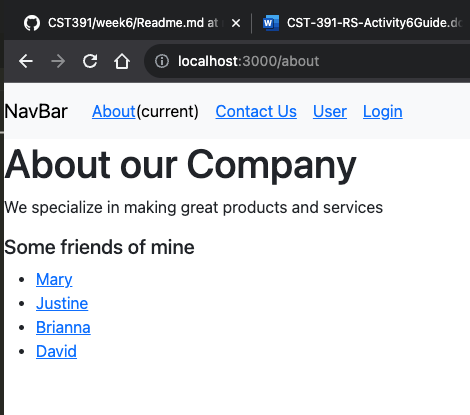 CST391/week6/Readme.md at
CST-391-RS-Activity6Guide.do
localhost:3000/about
NavBar About(current) Contact Us User Login
About our Company
We specialize in making great products and services
Some friends of mine
Mary
Justine
Brianna
David